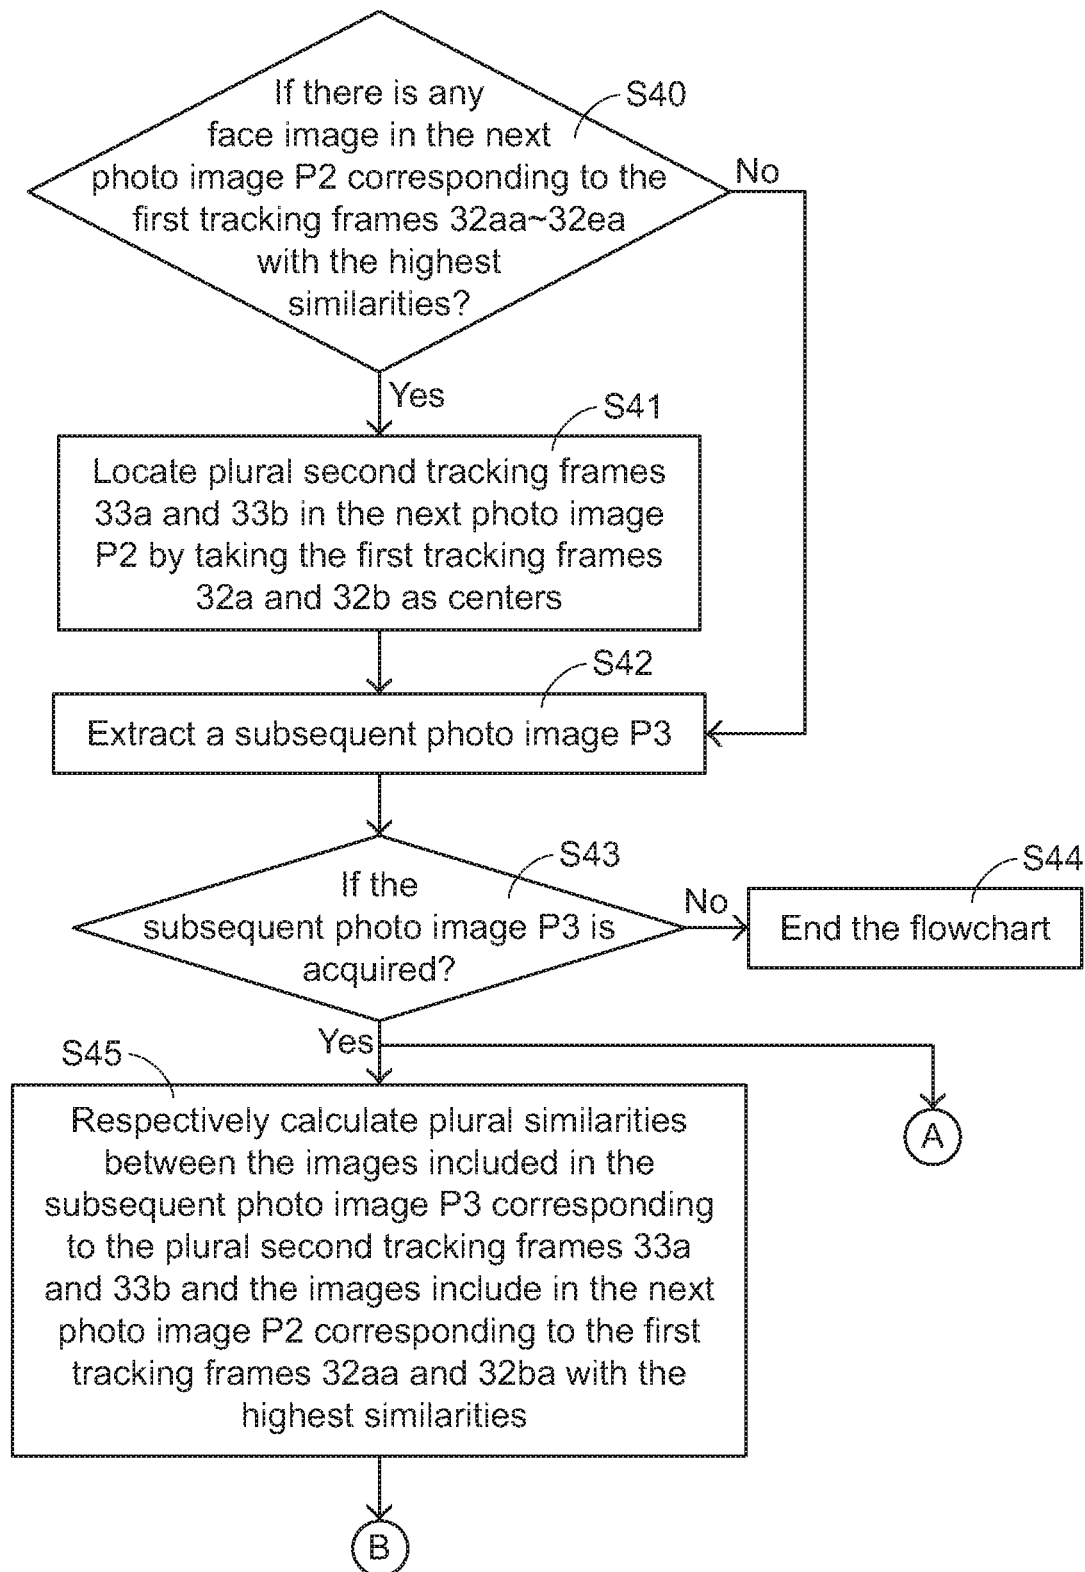 If there is any
face image in the next
photo image P2 corresponding to the
first tracking frames 32aa~32ea
with the highest
similarities?
S40
No
Yes
S41
Locate plural second tracking frames
33a and 33b in the next photo image
P2 by taking the first tracking frames
32a and 32b as centers
S42
Extract a subsequent photo image P3
S43
If the
subsequent photo image P3 is
acquired?
No
S44
End the flowchart
Yes
S45
A
Respectively calculate plural similarities
between the images included in the
subsequent photo image P3 corresponding
to the plural second tracking frames 33a
and 33b and the images include in the next
photo image P2 corresponding to the first
tracking frames 32aa and 32ba with the
highest similarities
B